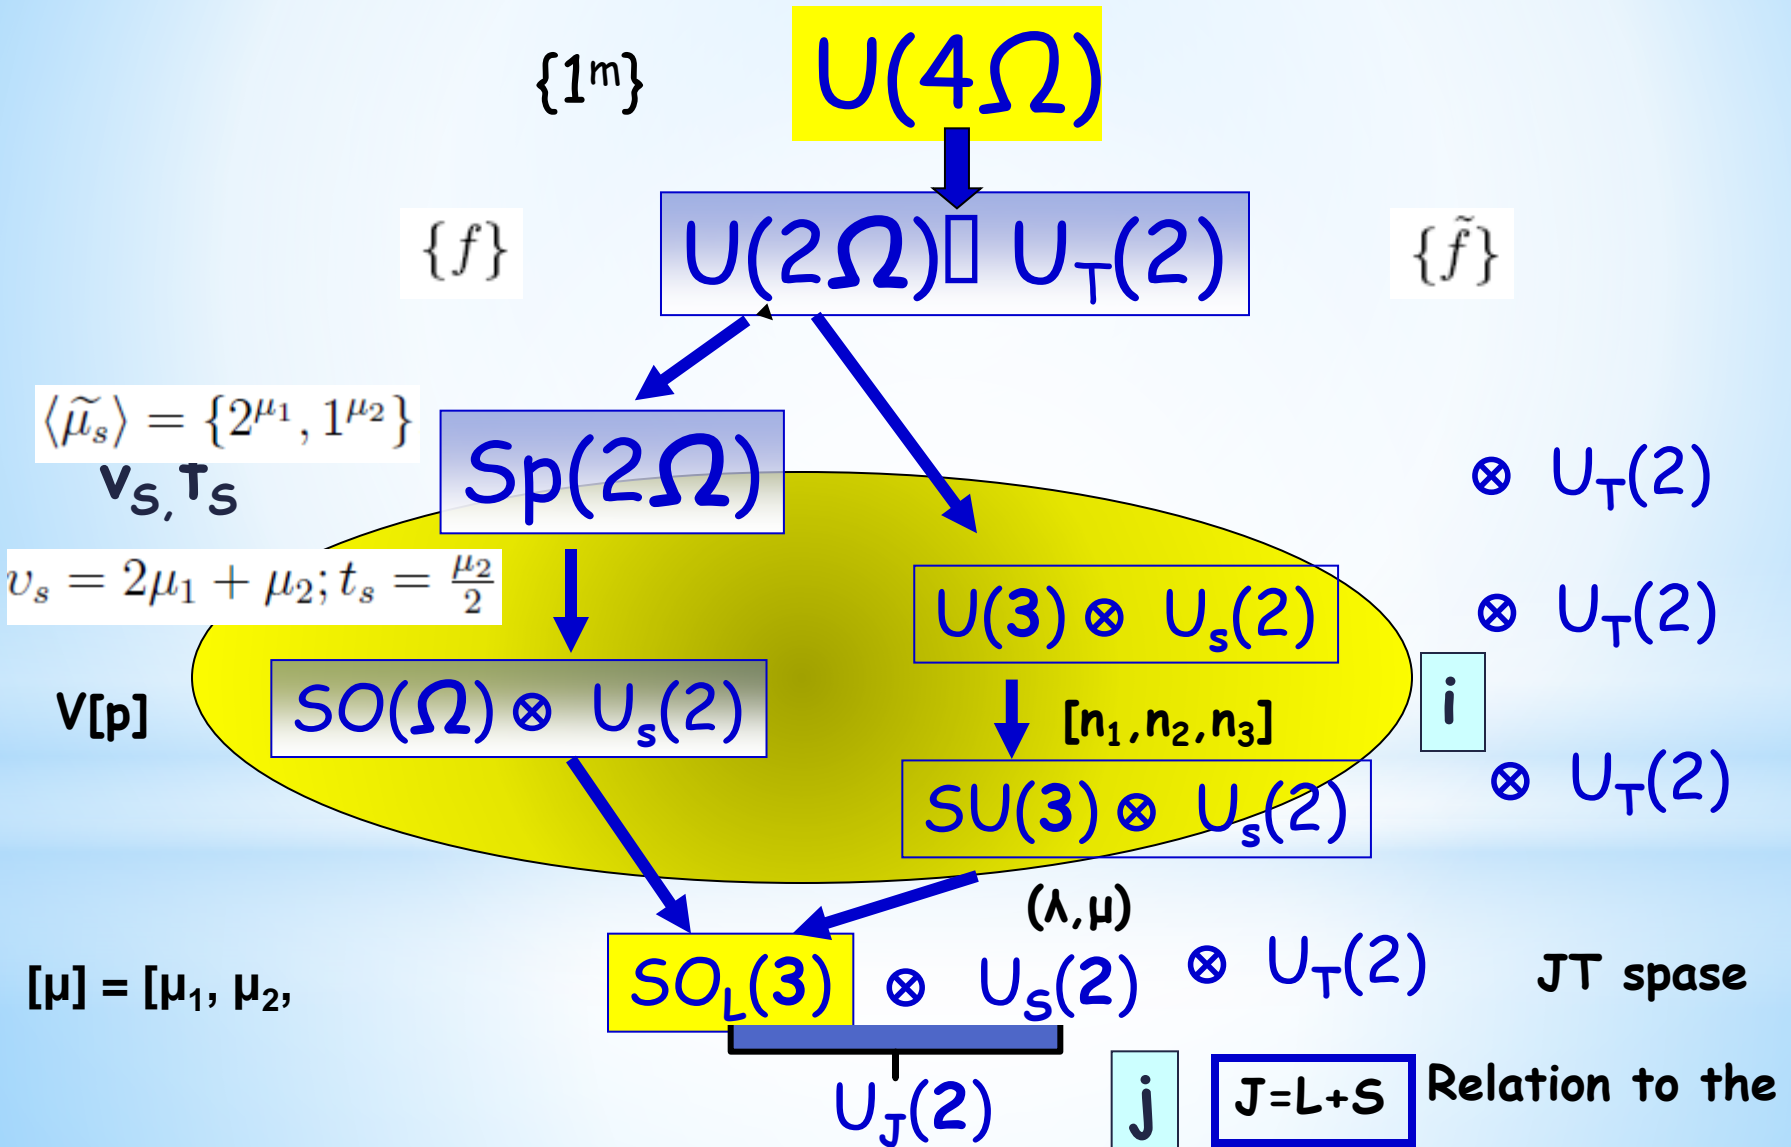 {1ᵐ} U(4Ω)
{f} U(2Ω)▯ U_T(2) {f̃}
⟨μ̃_s⟩ = {2^{μ₁}, 1^{μ₂}}
Sp(2Ω) ⊗ U_T(2)
v_S, T_S
υ_s = 2μ₁ + μ₂; t_s = μ₂/2
U(3) ⊗ U_s(2) ⊗ U_T(2)
V[p] SO(Ω) ⊗ U_s(2) [n₁,n₂,n₃] i
SU(3) ⊗ U_s(2) ⊗ U_T(2)
(λ,μ)
[μ] = [μ₁, μ₂, SO_L(3) ⊗ U_S(2) ⊗ U_T(2) JT spase
U_J(2) j J=L+S Relation to the